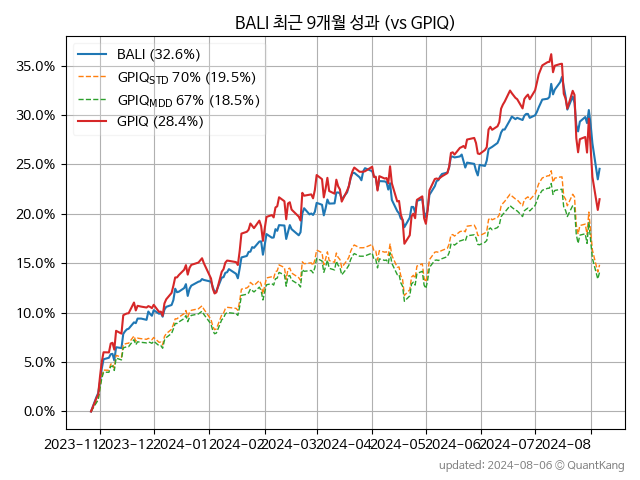 BALI 최근 9개월 성과 (vs GPIQ)
BALI (32.6%)
GPIQSTD 70% (19.5%)
GPIQMDD 67% (18.5%)
GPIQ (28.4%)
35.0%
30.0%
25.0%
20.0%
15.0%
10.0%
5.0%
0.0%
2023-11 2023-12 2024-01 2024-02 2024-03 2024-04 2024-05 2024-06 2024-07 2024-08
updated: 2024-08-06 © QuantKang